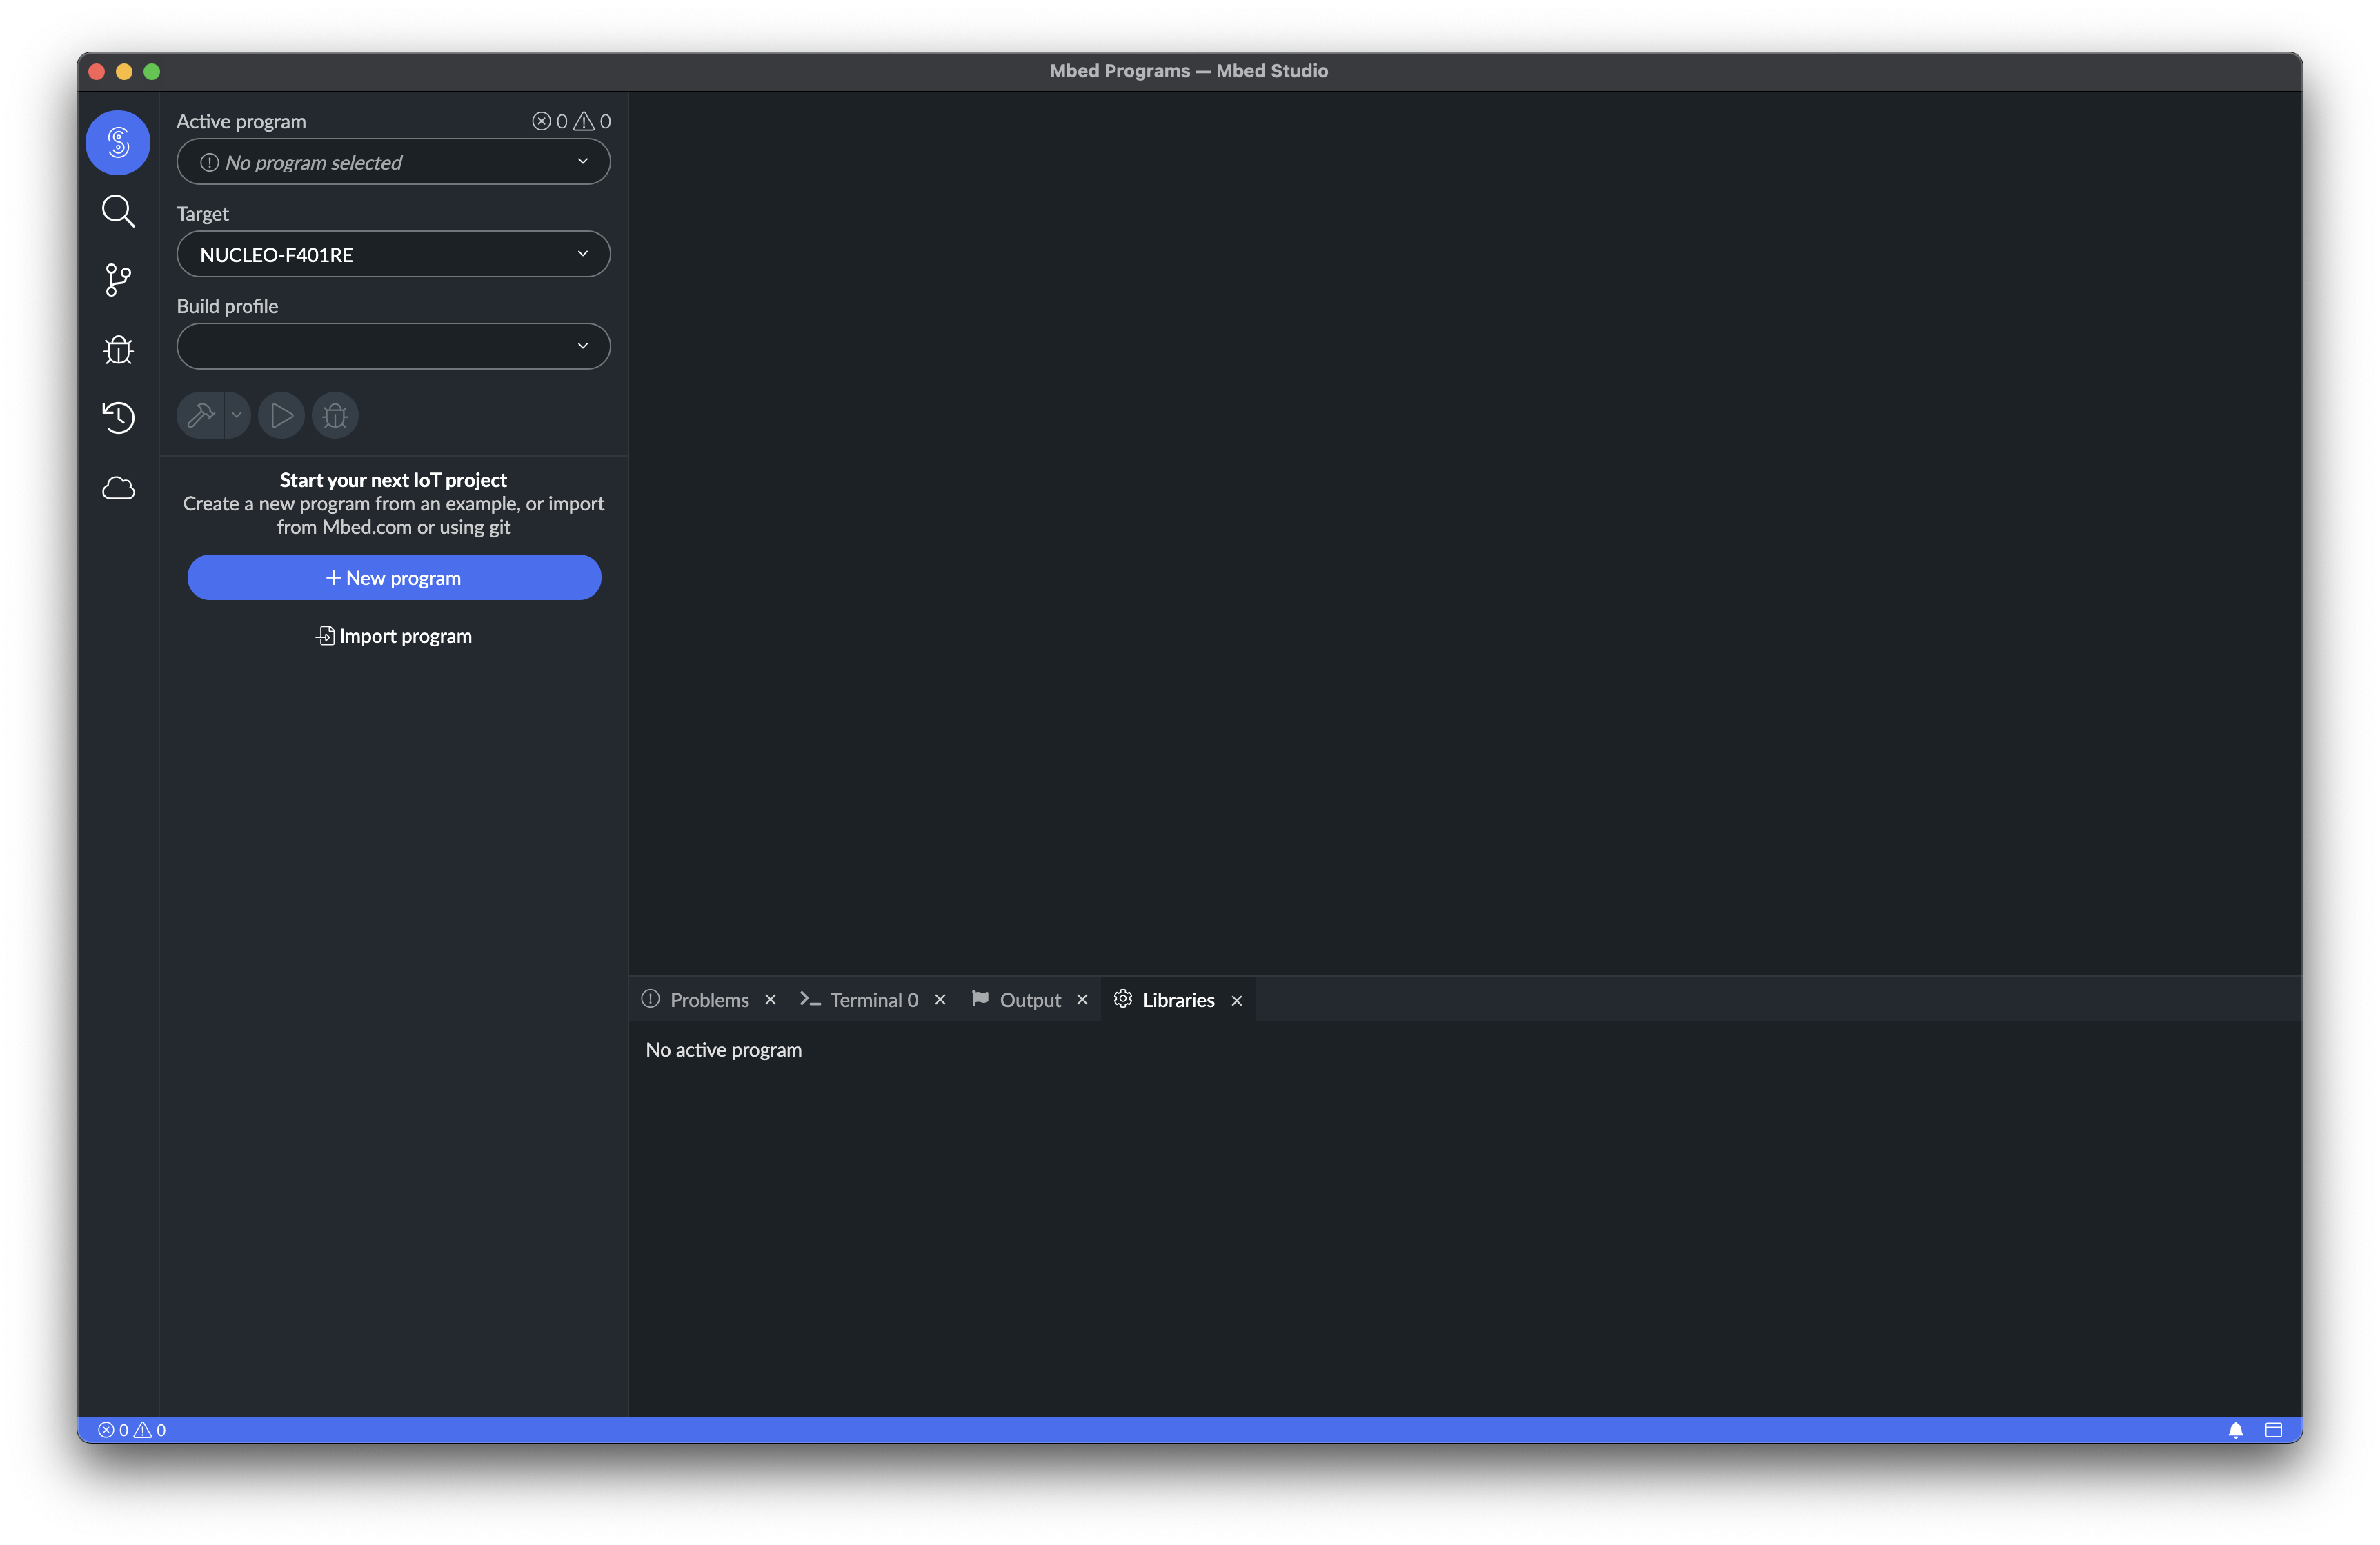 Mbed Programs — Mbed Studio
Active program
0 0
No program selected
Target
NUCLEO-F401RE
Build profile
Start your next IoT project
Create a new program from an example, or import
from Mbed.com or using git
New program
Import program
Problems
Terminal 0
Output
Libraries
No active program
0 0